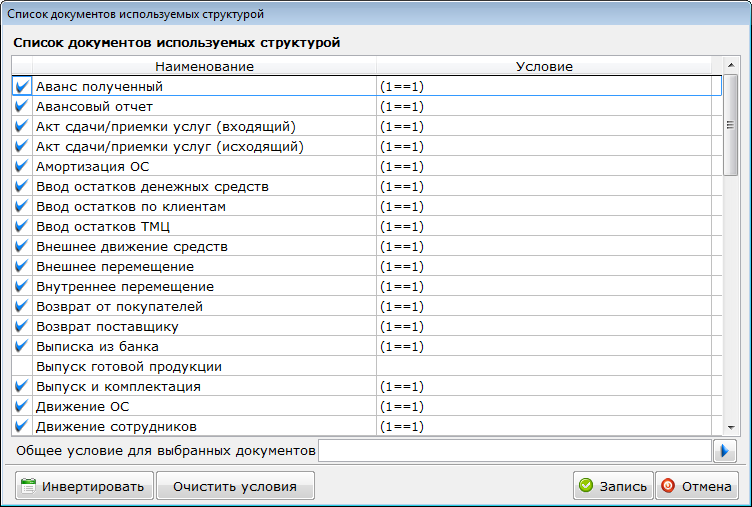 Список документов используемых структурой
Список документов используемых структурой
Наименование Условие
Аванс полученный (1==1)
Авансовый отчет (1==1)
Акт сдачи/приемки услуг (входящий) (1==1)
Акт сдачи/приемки услуг (исходящий) (1==1)
Амортизация ОС (1==1)
Ввод остатков денежных средств (1==1)
Ввод остатков по клиентам (1==1)
Ввод остатков ТМЦ (1==1)
Внешнее движение средств (1==1)
Внешнее перемещение (1==1)
Внутреннее перемещение (1==1)
Возврат от покупателей (1==1)
Возврат поставщику (1==1)
Выписка из банка (1==1)
Выпуск готовой продукции
Выпуск и комплектация (1==1)
Движение ОС (1==1)
Движение сотрудников (1==1)
Общее условие для выбранных документов
Инвертировать Очистить условия Запись Отмена